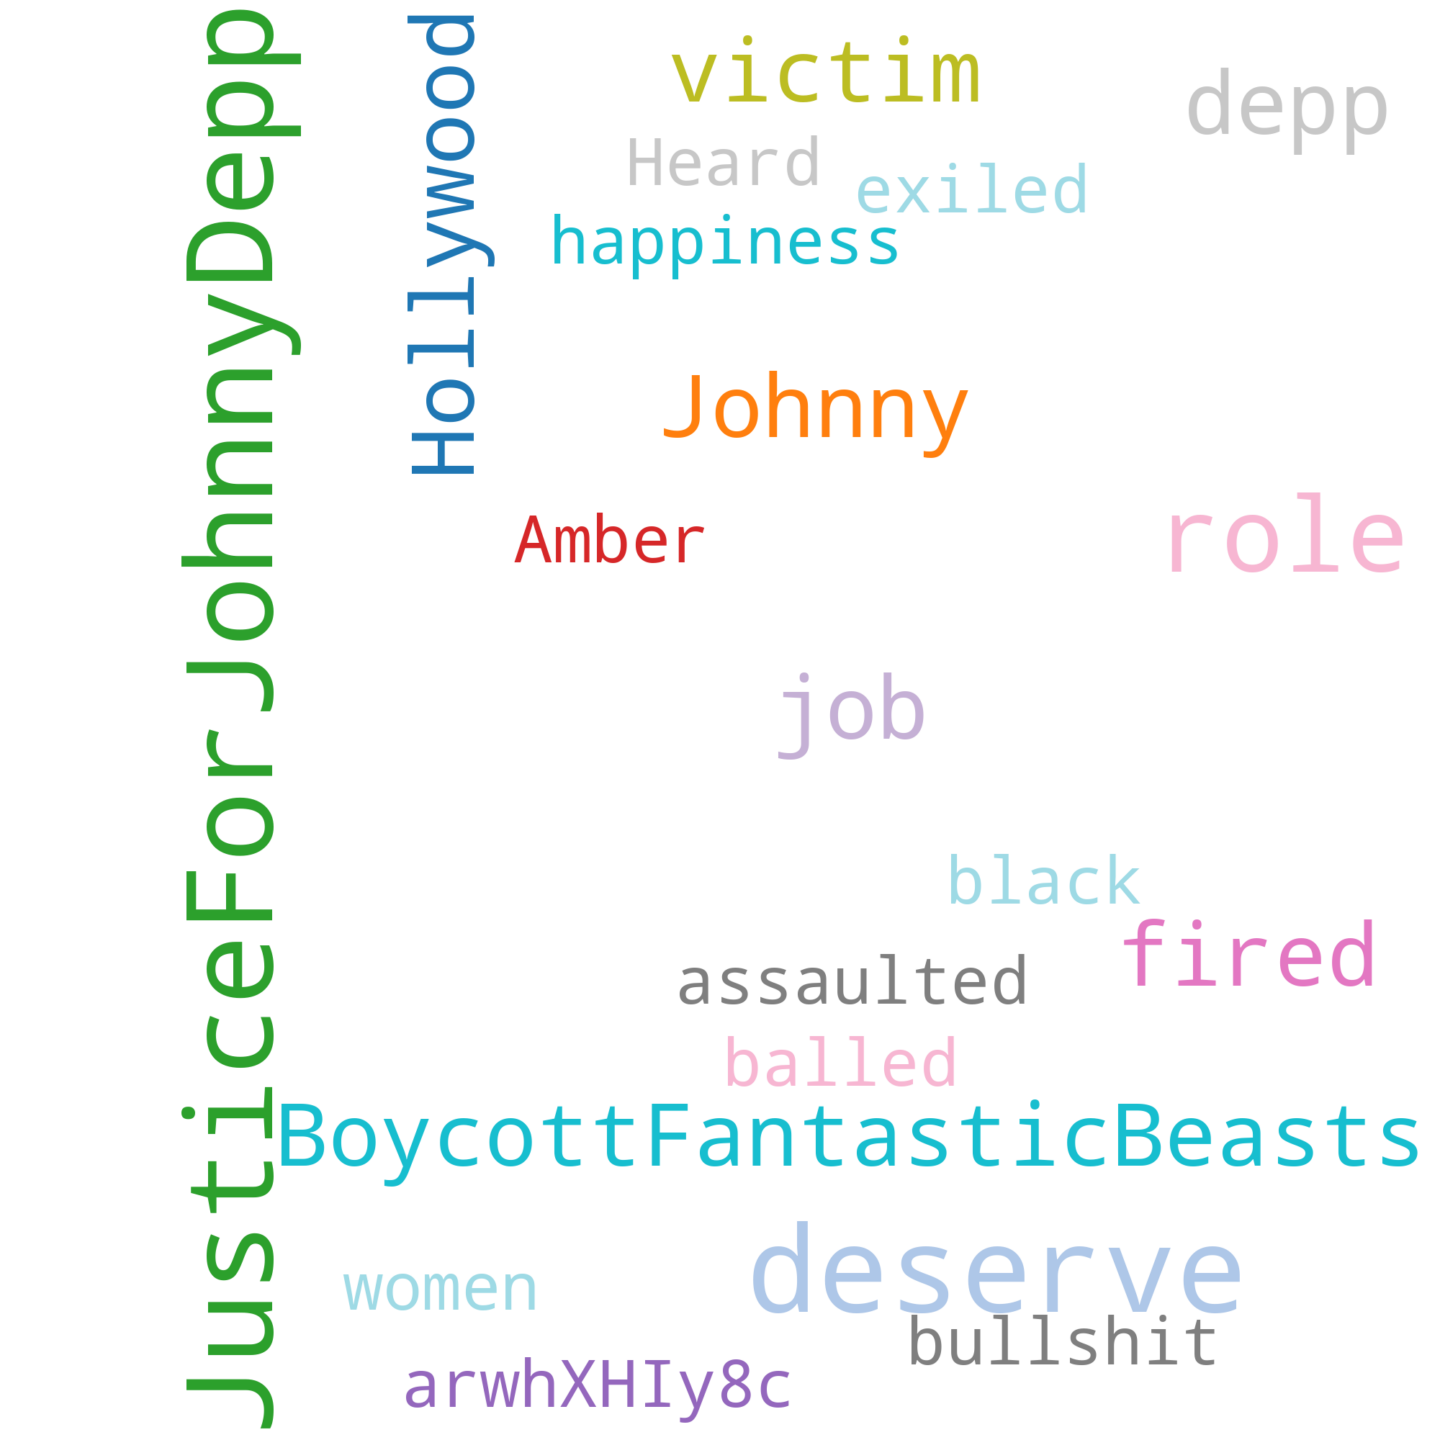 JusticeForJohnnyDepp
Hollywood
victim
depp
Heard
exiled
happiness
Johnny
Amber
role
job
black
fired
assaulted
balled
BoycottFantasticBeasts
deserve
women
bullshit
arwhXHIy8c